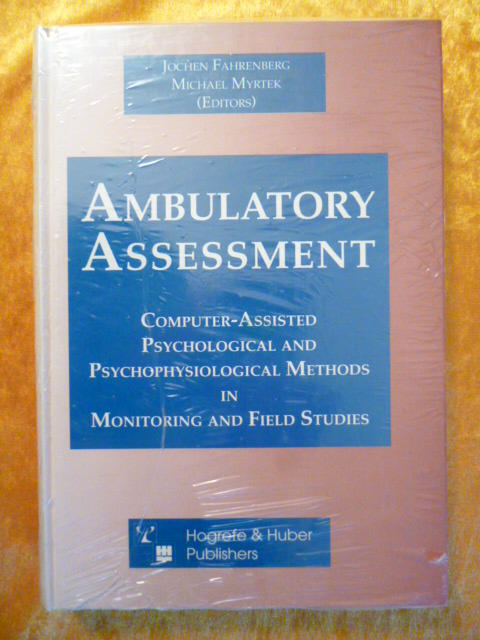 JOCHEN FAHRENBERG
MICHAEL MYRTEK
(EDITORS)
AMBULATORY
ASSESSMENT
COMPUTER-ASSISTED
PSYCHOLOGICAL AND
PSYCHOPHYSIOLOGICAL METHODS
IN
MONITORING AND FIELD STUDIES
Hogrefe & Huber
Publishers